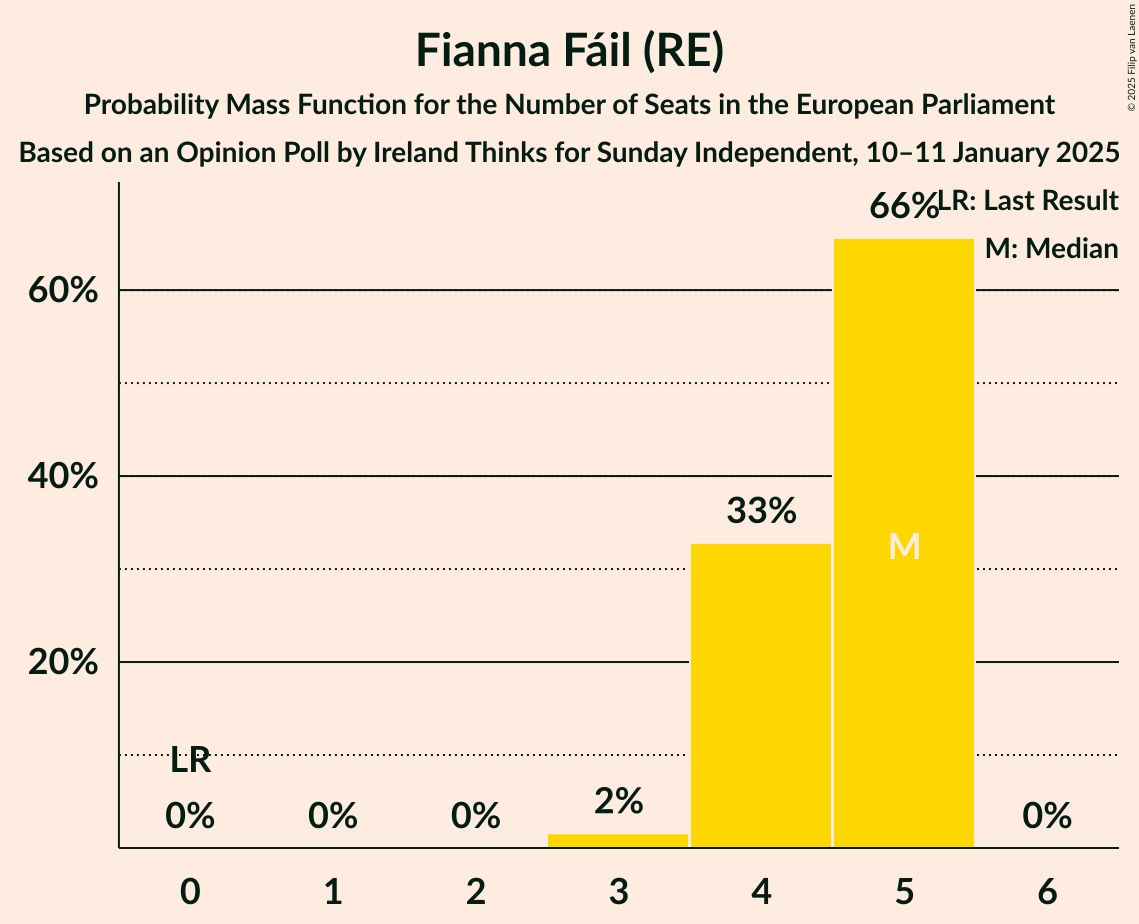 Fianna Fáil (RE)
Probability Mass Function for the Number of Seats in the European Parliament
Based on an Opinion Poll by Ireland Thinks for Sunday Independent, 10–11 January 2025
© 2025 Filip van Laenen
LR: Last Result
M: Median
66%
60%
40%
33%
M
20%
LR
0%
0%
0%
2%
0%
0
1
2
3
4
5
6